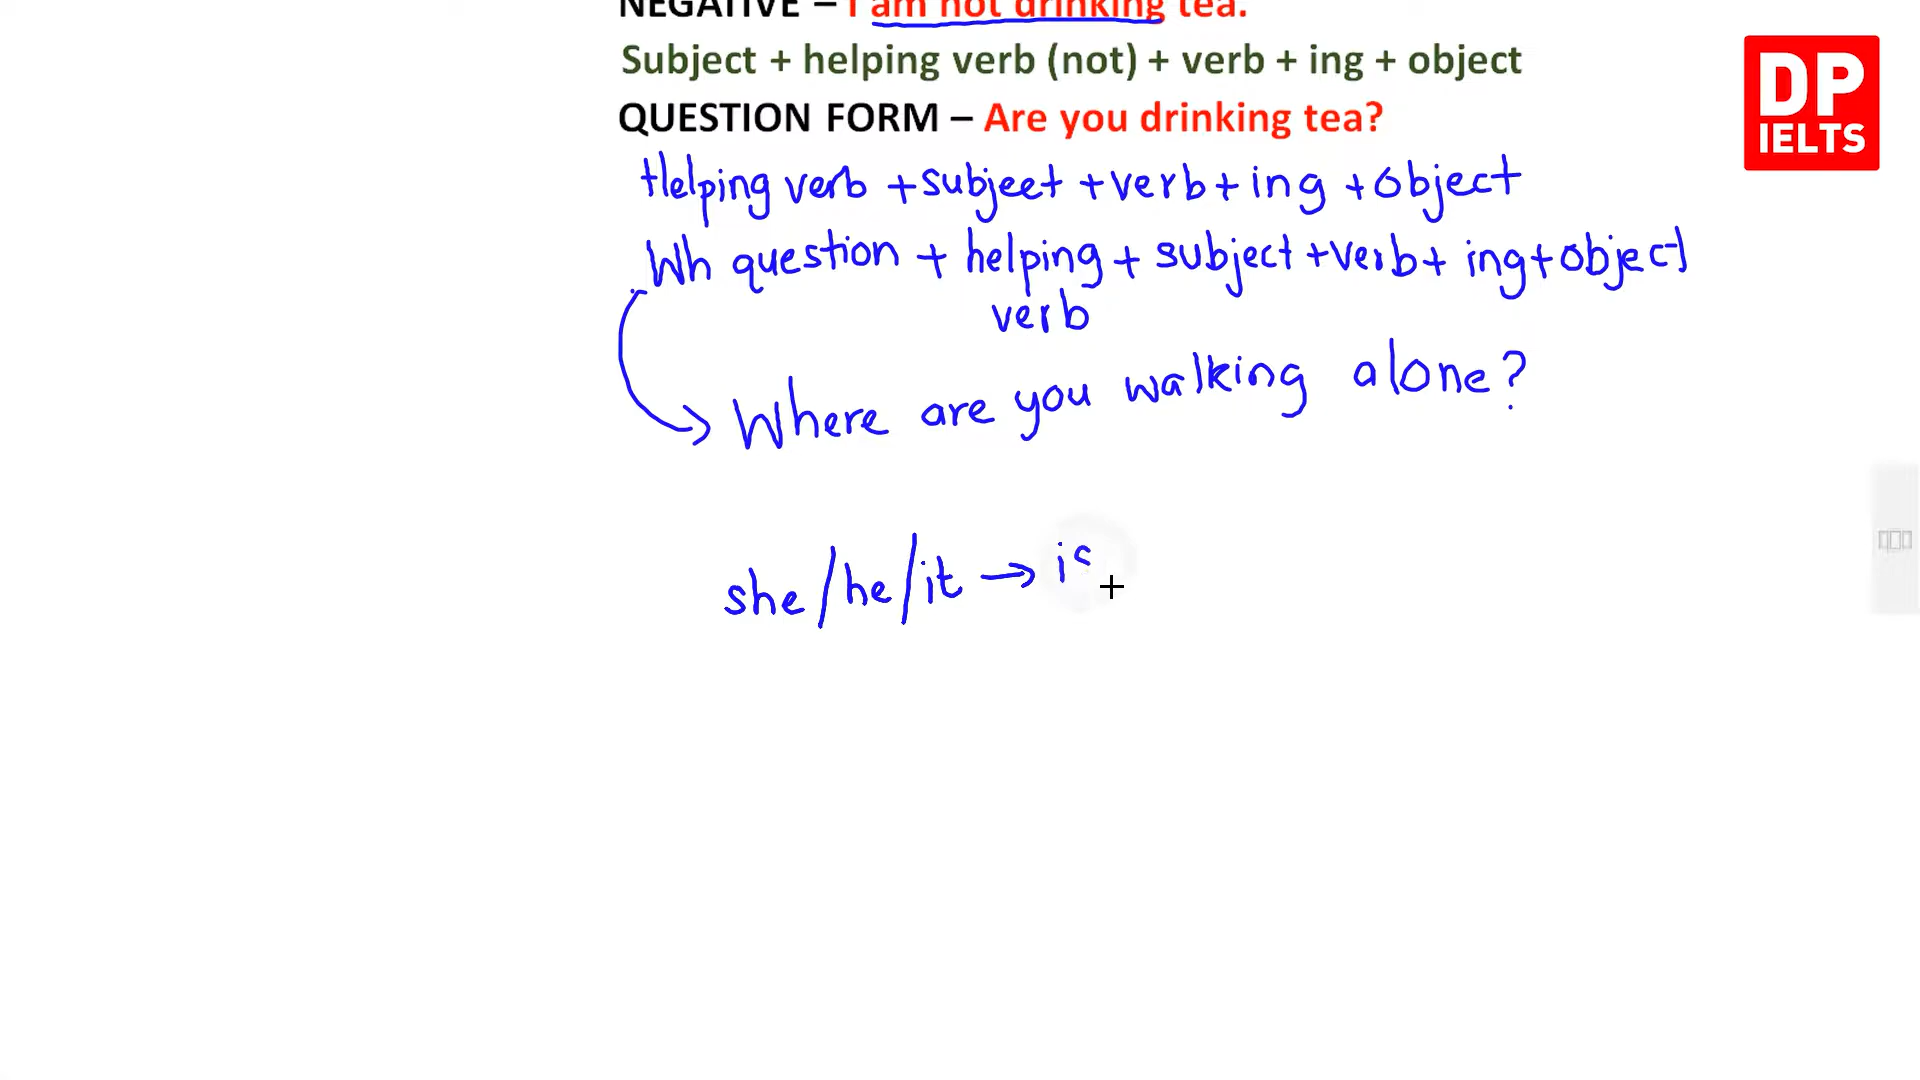 NEGATIVE – I am not drinking tea.
Subject + helping verb (not) + verb + ing + object
DP
IELTS
QUESTION FORM – Are you drinking tea?
Helping verb + subject + verb + ing + object
Wh question + helping + subject + verb + ing + object
verb
Where are you walking alone?
she/he/it → is